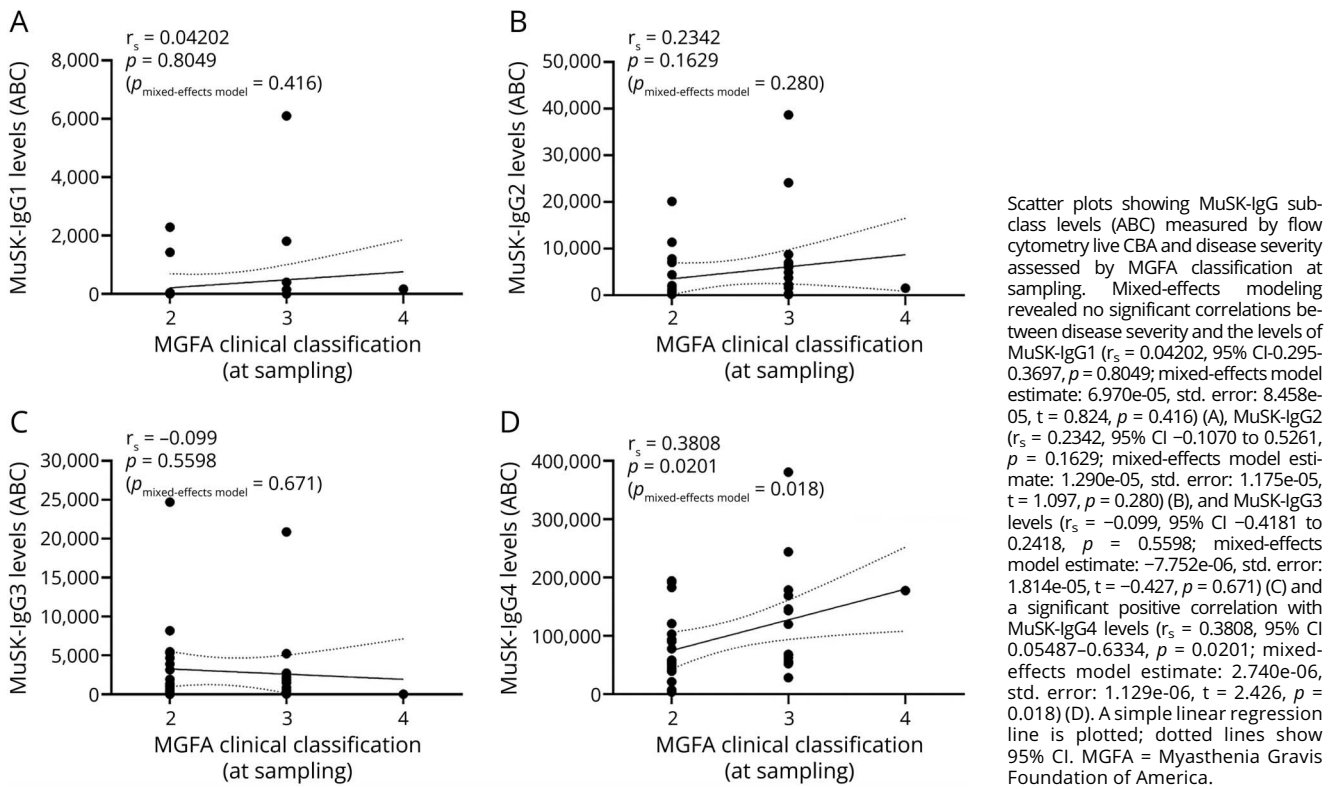 A
r_s = 0.04202
p = 0.8049
(p_mixed-effects model = 0.416)
MuSK-IgG1 levels (ABC)
8,000
6,000
4,000
2,000
0
2
3
4
MGFA clinical classification
(at sampling)
B
r_s = 0.2342
p = 0.1629
(p_mixed-effects model = 0.280)
MuSK-IgG2 levels (ABC)
50,000
40,000
30,000
20,000
10,000
0
2
3
4
MGFA clinical classification
(at sampling)
C
r_s = –0.099
p = 0.5598
(p_mixed-effects model = 0.671)
MuSK-IgG3 levels (ABC)
30,000
25,000
20,000
15,000
10,000
5,000
0
2
3
4
MGFA clinical classification
(at sampling)
D
r_s = 0.3808
p = 0.0201
(p_mixed-effects model = 0.018)
MuSK-IgG4 levels (ABC)
400,000
300,000
200,000
100,000
0
2
3
4
MGFA clinical classification
(at sampling)
Scatter plots showing MuSK-IgG sub-
class levels (ABC) measured by flow
cytometry live CBA and disease severity
assessed by MGFA classification at
sampling. Mixed-effects modeling
revealed no significant correlations be-
tween disease severity and the levels of
MuSK-IgG1 (r_s = 0.04202, 95% CI-0.295-
0.3697, p = 0.8049; mixed-effects model
estimate: 6.970e-05, std. error: 8.458e-
05, t = 0.824, p = 0.416) (A), MuSK-IgG2
(r_s = 0.2342, 95% CI −0.1070 to 0.5261,
p = 0.1629; mixed-effects model esti-
mate: 1.290e-05, std. error: 1.175e-05,
t = 1.097, p = 0.280) (B), and MuSK-IgG3
levels (r_s = −0.099, 95% CI −0.4181 to
0.2418, p = 0.5598; mixed-effects
model estimate: −7.752e-06, std. error:
1.814e-05, t = −0.427, p = 0.671) (C) and
a significant positive correlation with
MuSK-IgG4 levels (r_s = 0.3808, 95% CI
0.05487–0.6334, p = 0.0201; mixed-
effects model estimate: 2.740e-06,
std. error: 1.129e-06, t = 2.426, p =
0.018) (D). A simple linear regression
line is plotted; dotted lines show
95% CI. MGFA = Myasthenia Gravis
Foundation of America.